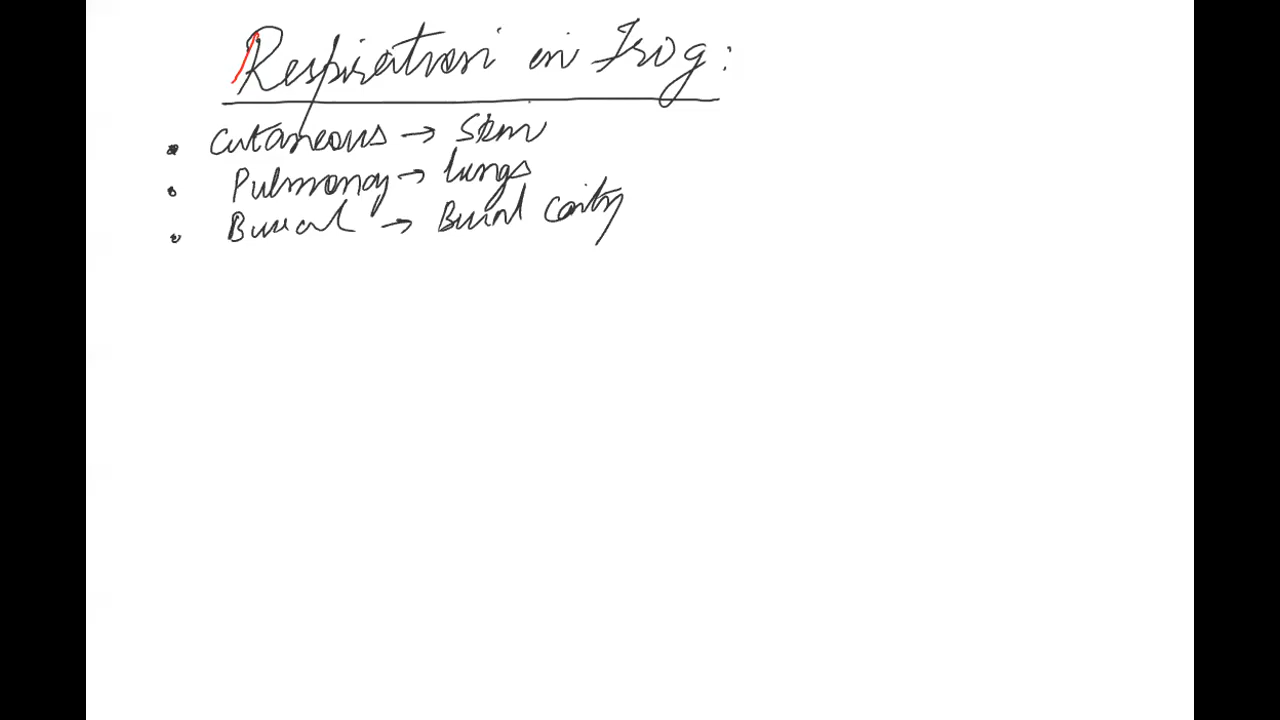 Respiration in Frog:
• Cutaneous → Skin
• Pulmonary → lungs
• Buccal → Buccal cavity